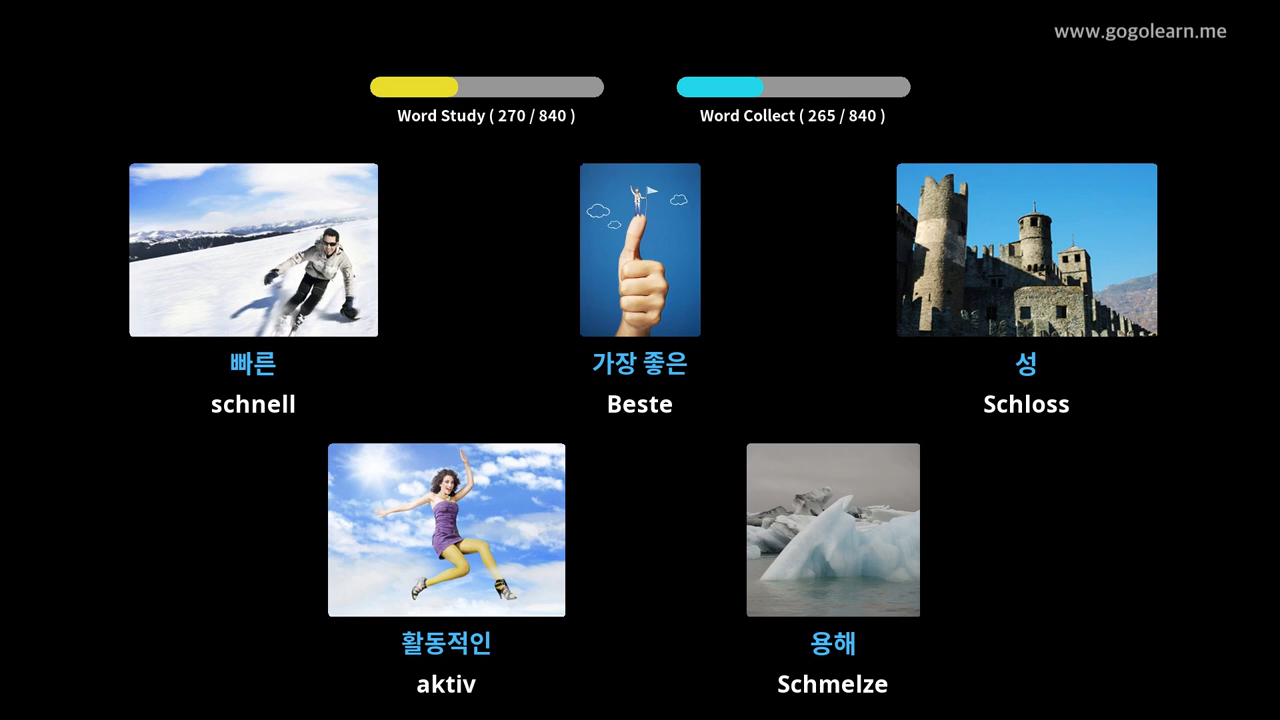 www.gogolearn.me
Word Study ( 270 / 840 )
Word Collect ( 265 / 840 )
빠른
가장 좋은
성
schnell
Beste
Schloss
활동적인
용해
aktiv
Schmelze